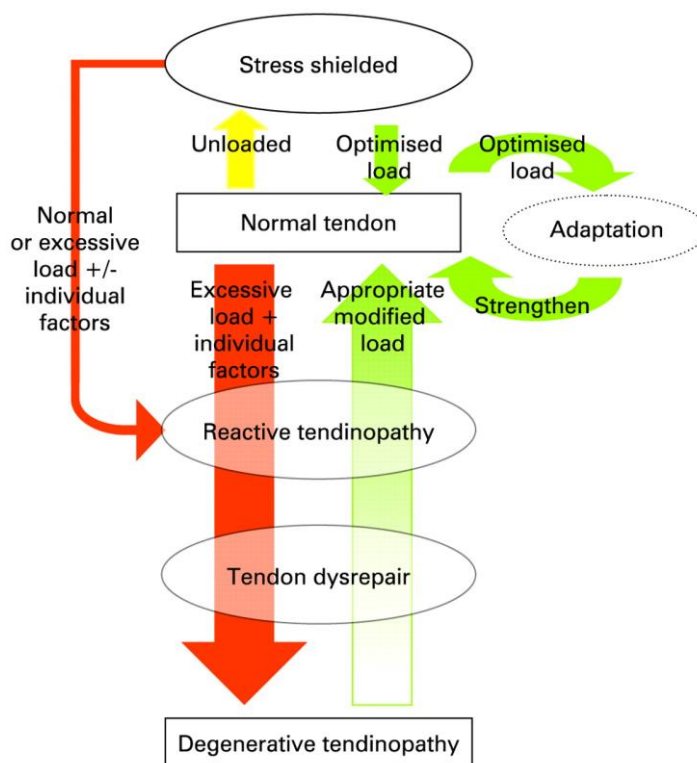 Stress shielded
Unloaded
Optimised
load
Optimised
load
Normal tendon
Adaptation
Strengthen
Normal
or excessive
load +/-
individual
factors
Excessive
load +
individual
factors
Appropriate
modified
load
Reactive tendinopathy
Tendon dysrepair
Degenerative tendinopathy